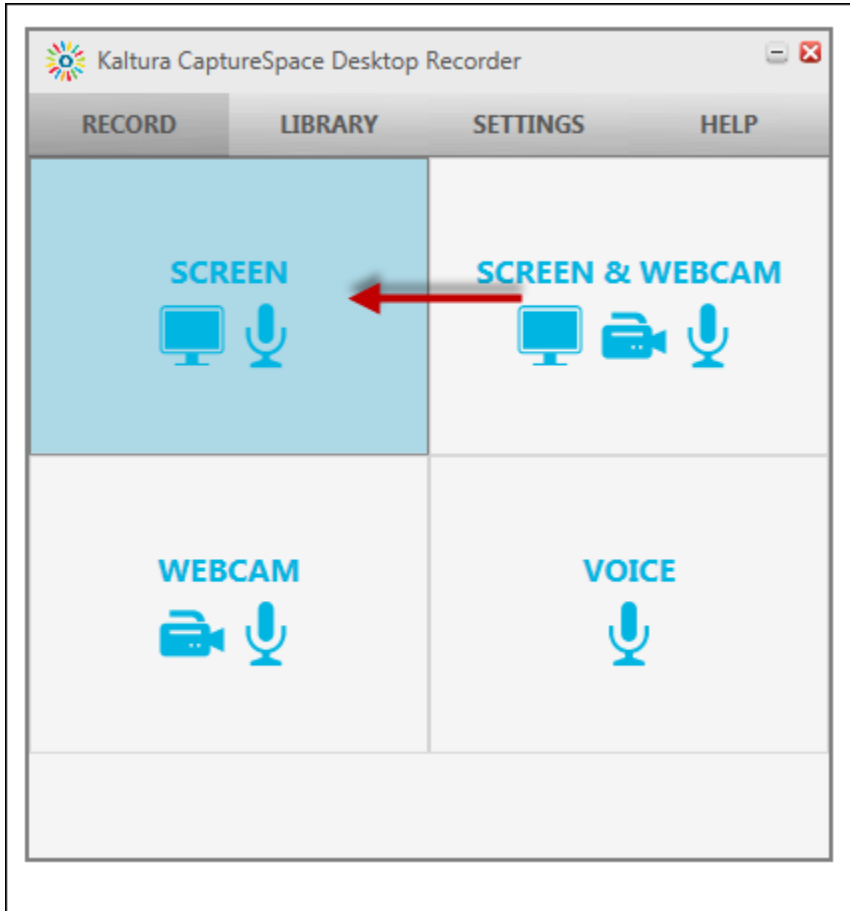 Kaltura CaptureSpace Desktop Recorder
RECORD LIBRARY SETTINGS HELP
SCREEN SCREEN & WEBCAM
WEBCAM VOICE